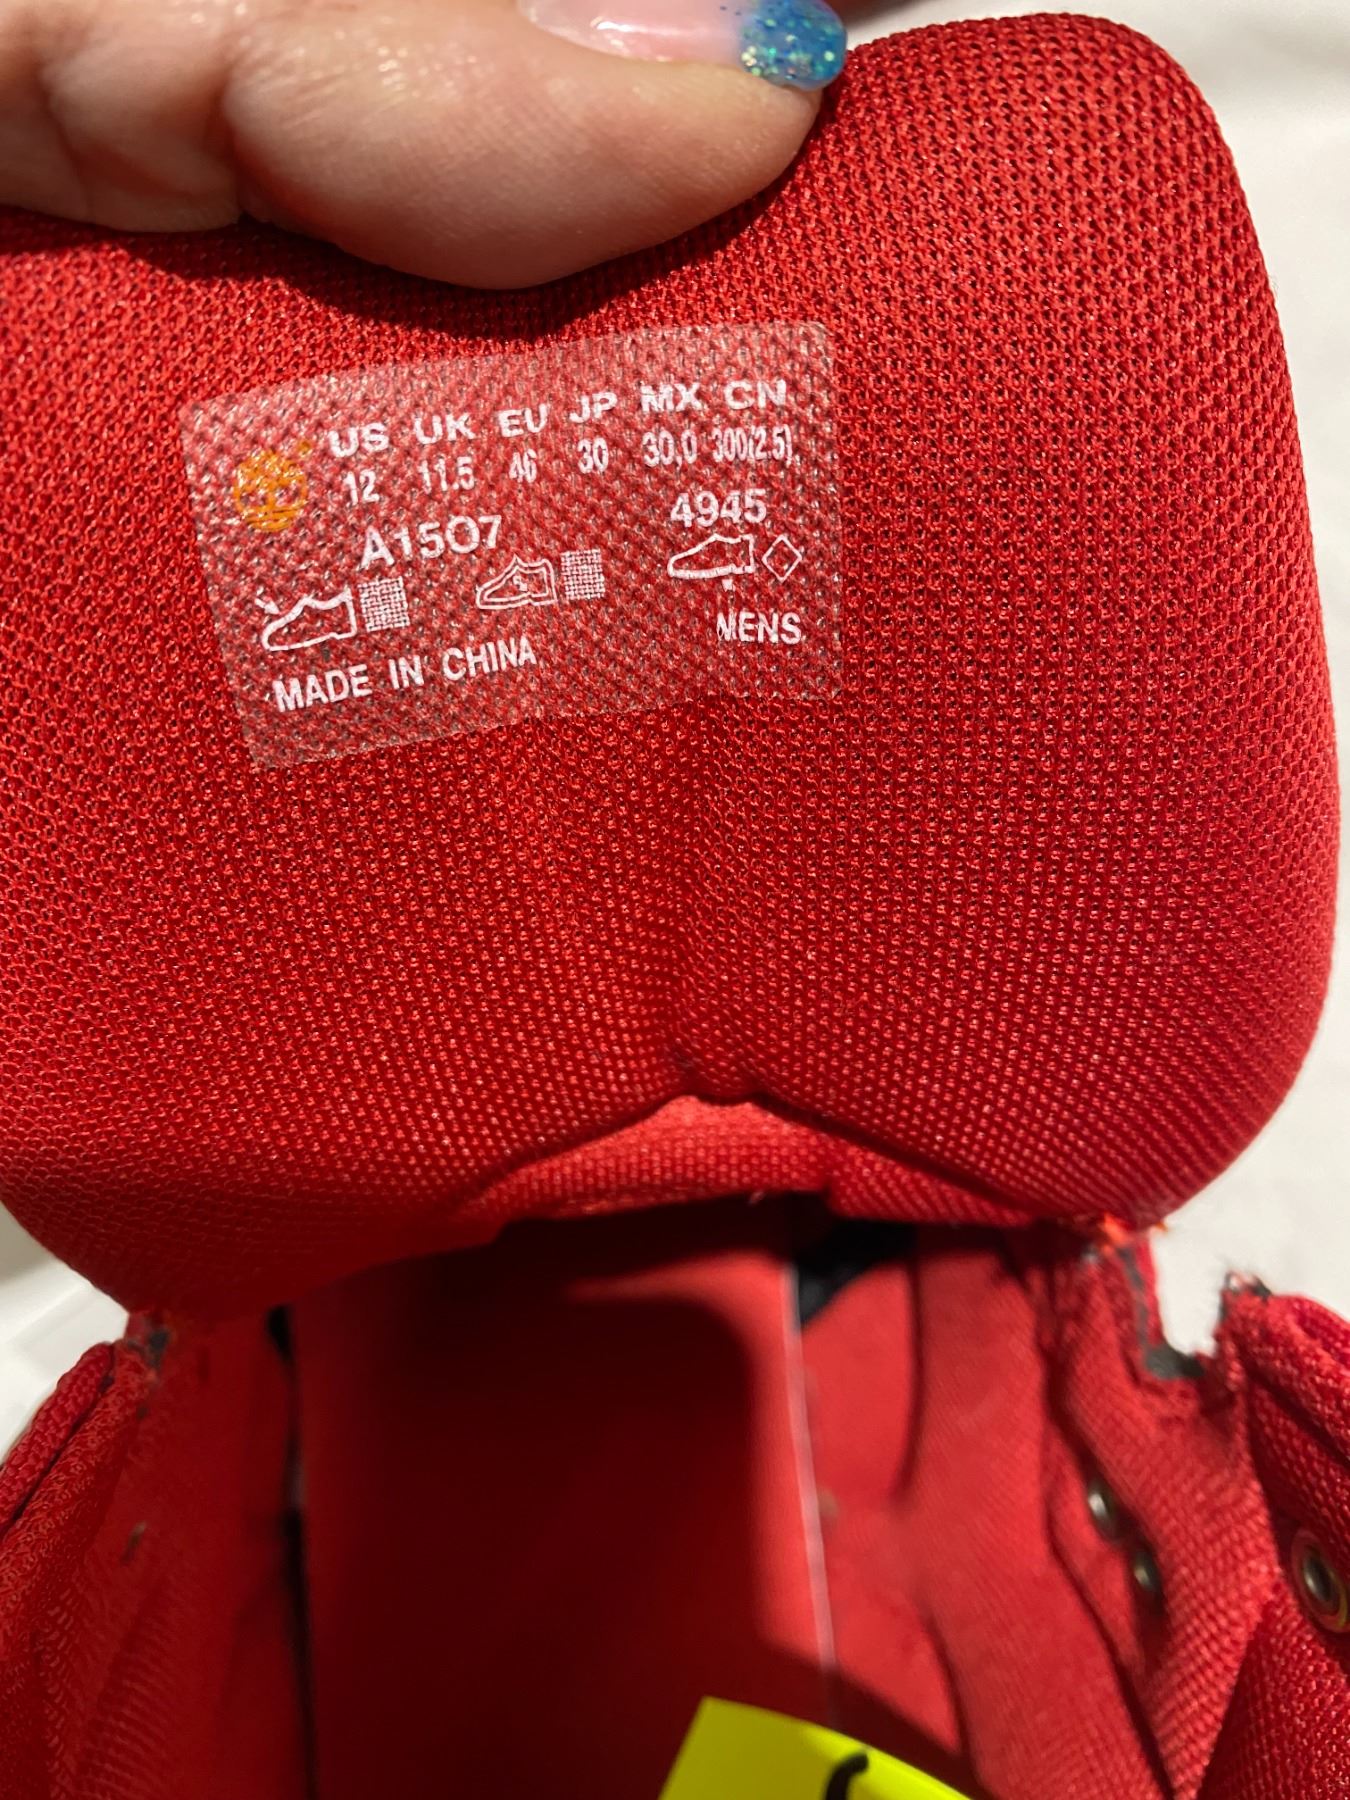 US UK EU JP MX CN
12 11.5 46 30 30.0 300(2.5)
A15O7 4945
MENS
MADE IN CHINA